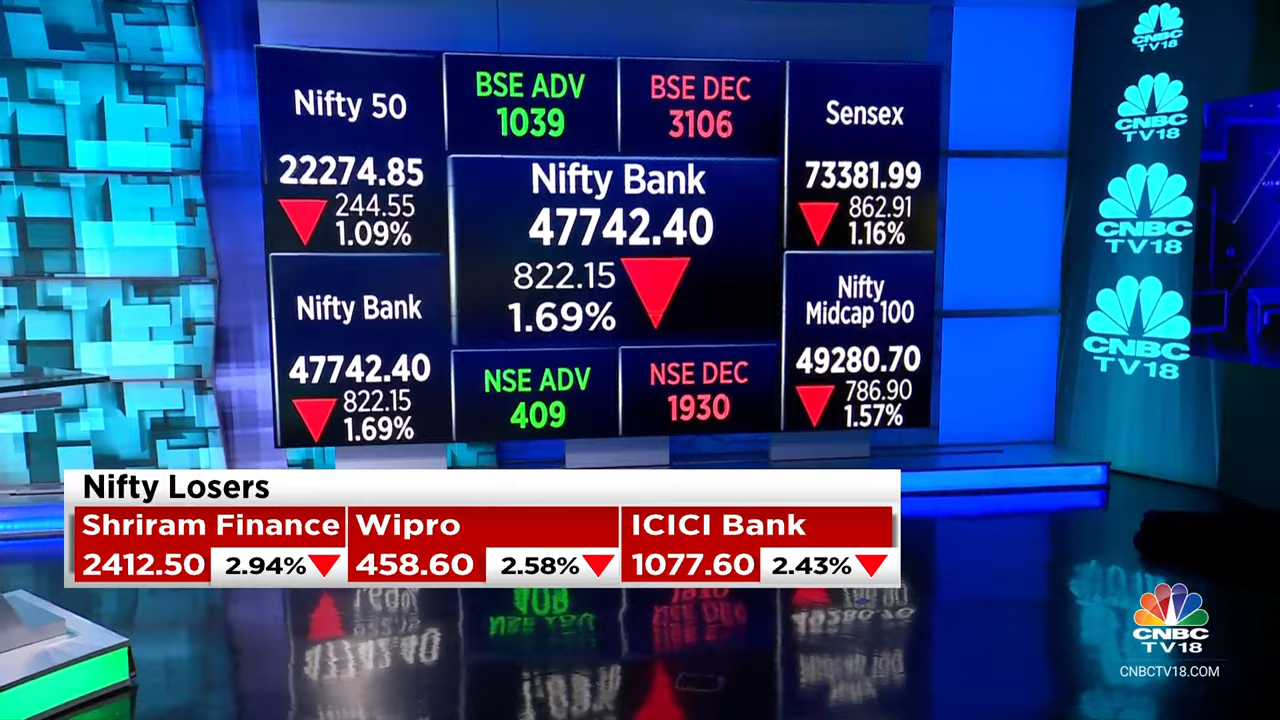 Nifty 50
22274.85
244.55
1.09%
BSE ADV
1039
BSE DEC
3106
Sensex
73381.99
862.91
1.16%
Nifty Bank
47742.40
822.15
1.69%
Nifty Bank
47742.40
822.15
1.69%
NSE ADV
409
NSE DEC
1930
Nifty
Midcap 100
49280.70
786.90
1.57%
CNBC
TV18
CNBC
TV18
CNBC
TV18
CNBC
TV18
Nifty Losers
Shriram Finance
2412.50 2.94%
Wipro
458.60 2.58%
ICICI Bank
1077.60 2.43%
CNBC
TV18
CNBCTV18.COM